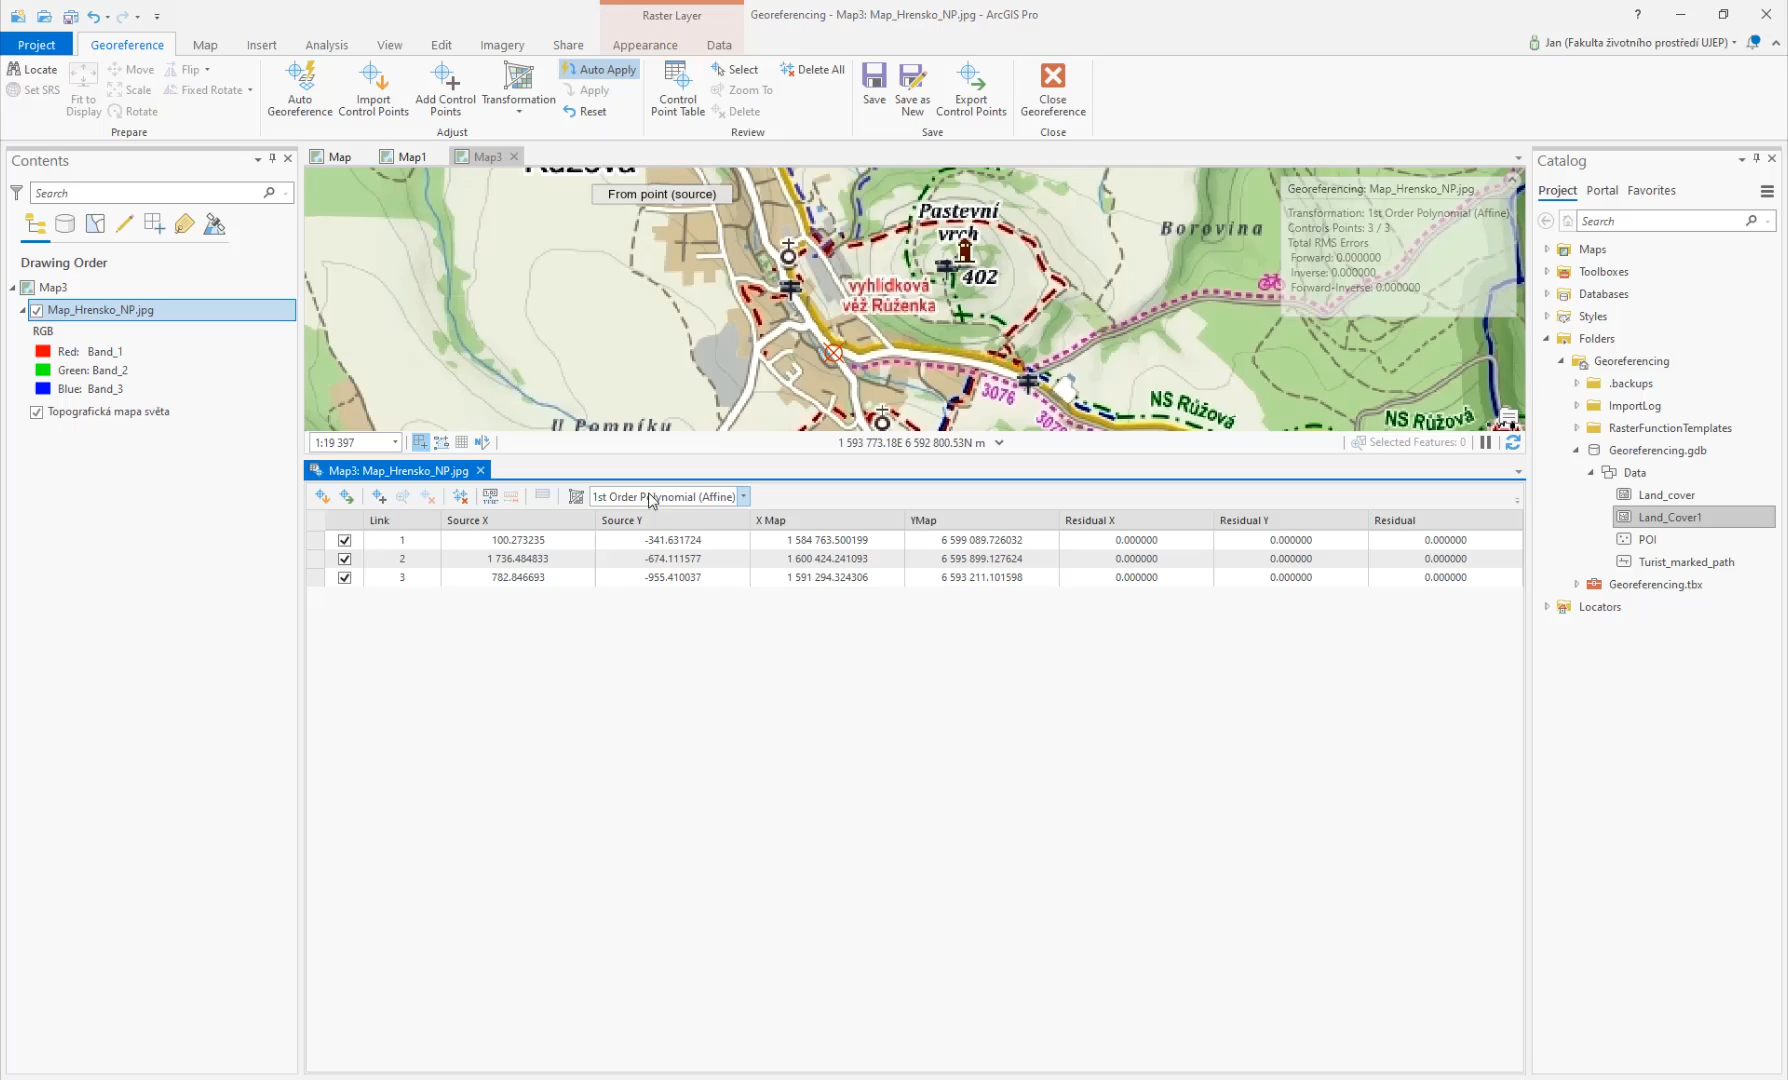 Raster Layer
Georeferencing - Map3: Map_Hrensko_NP.jpg - ArcGIS Pro
?
Project
Georeference
Map
Insert
Analysis
View
Edit
Imagery
Share
Appearance
Data
Jan (Fakulta životního prostředí UJEP)
Locate
Set SRS
Fit to
Display
Move
Scale
Rotate
Flip
Fixed Rotate
Prepare
Auto
Georeference
Import
Control Points
Add Control
Points
Transformation
Auto Apply
Apply
Reset
Adjust
Control
Point Table
Select
Zoom To
Delete
Delete All
Review
Save
Save as
New
Export
Control Points
Save
Close
Georeference
Close
Contents
Search
Drawing Order
Map3
Map_Hrensko_NP.jpg
RGB
Red: Band_1
Green: Band_2
Blue: Band_3
Topografická mapa světa
Map
Map1
Map3
Růžová
From point (source)
Pastevní
vrch
402
vyhlídková
věž Růženka
Borovina
3076
NS Růžová
NS Růžová
U Pomníku
Georeferencing: Map_Hrensko_NP.jpg
Transformation: 1st Order Polynomial (Affine)
Controls Points: 3 / 3
Total RMS Errors
Forward: 0.000000
Inverse: 0.000000
Forward-Inverse: 0.000000
1:19 397
1 593 773.18E 6 592 800.53N m
Selected Features: 0
Map3: Map_Hrensko_NP.jpg
1st Order Polynomial (Affine)
Link Source X Source Y X Map YMap Residual X Residual Y Residual
1 100.273235 -341.631724 1 584 763.500199 6 599 089.726032 0.000000 0.000000 0.000000
2 1 736.484833 -674.111577 1 600 424.241093 6 595 899.127624 0.000000 0.000000 0.000000
3 782.846693 -955.410037 1 591 294.324306 6 593 211.101598 0.000000 0.000000 0.000000
Catalog
Project Portal Favorites
Search
Maps
Toolboxes
Databases
Styles
Folders
Georeferencing
.backups
ImportLog
RasterFunctionTemplates
Georeferencing.gdb
Data
Land_cover
Land_Cover1
POI
Turist_marked_path
Georeferencing.tbx
Locators